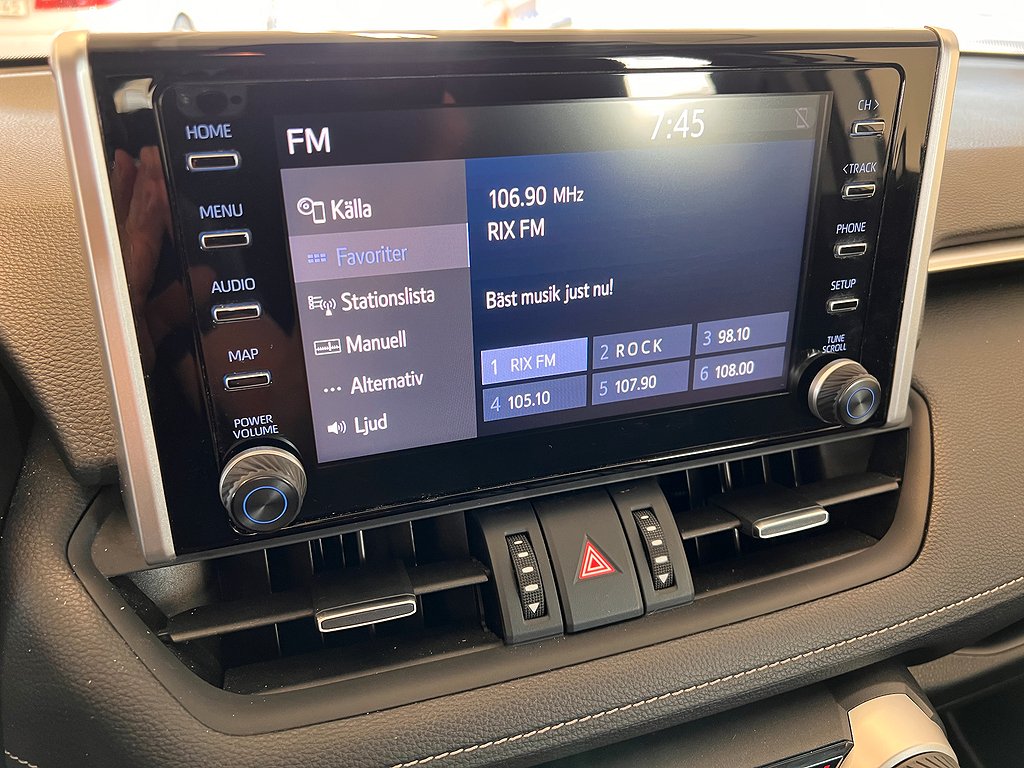 HOME
MENU
AUDIO
MAP
POWER
VOLUME
FM
7:45
Källa
Favoriter
Stationslista
Manuell
Alternativ
Ljud
106.90 MHz
RIX FM
Bäst musik just nu!
1 RIX FM
2 ROCK
3 98.10
4 105.10
5 107.90
6 108.00
CH >
< TRACK
PHONE
SETUP
TUNE
SCROLL